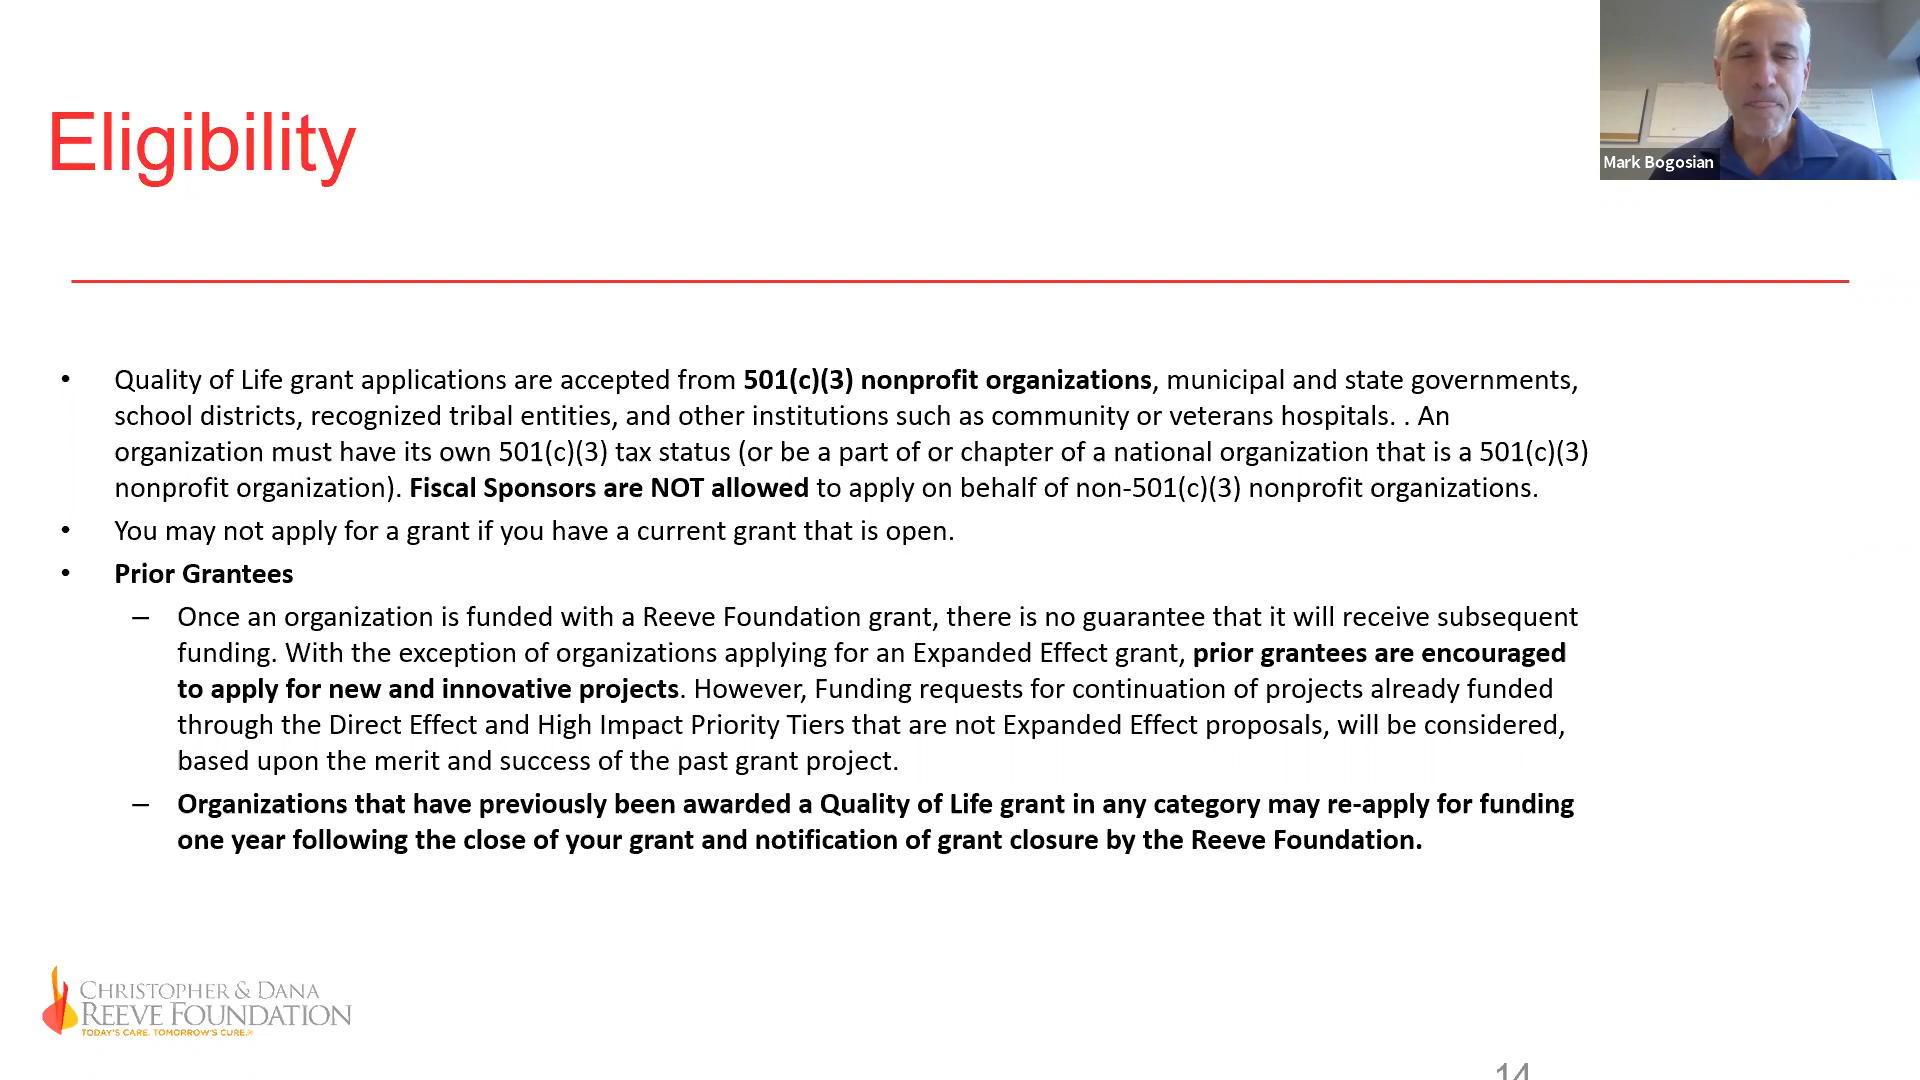 Eligibility
Mark Bogosian
• Quality of Life grant applications are accepted from 501(c)(3) nonprofit organizations, municipal and state governments,
school districts, recognized tribal entities, and other institutions such as community or veterans hospitals. . An
organization must have its own 501(c)(3) tax status (or be a part of or chapter of a national organization that is a 501(c)(3)
nonprofit organization). Fiscal Sponsors are NOT allowed to apply on behalf of non-501(c)(3) nonprofit organizations.
• You may not apply for a grant if you have a current grant that is open.
• Prior Grantees
– Once an organization is funded with a Reeve Foundation grant, there is no guarantee that it will receive subsequent
funding. With the exception of organizations applying for an Expanded Effect grant, prior grantees are encouraged
to apply for new and innovative projects. However, Funding requests for continuation of projects already funded
through the Direct Effect and High Impact Priority Tiers that are not Expanded Effect proposals, will be considered,
based upon the merit and success of the past grant project.
– Organizations that have previously been awarded a Quality of Life grant in any category may re-apply for funding
one year following the close of your grant and notification of grant closure by the Reeve Foundation.
CHRISTOPHER & DANA
REEVE FOUNDATION
TODAY'S CARE. TOMORROW'S CURE.
14